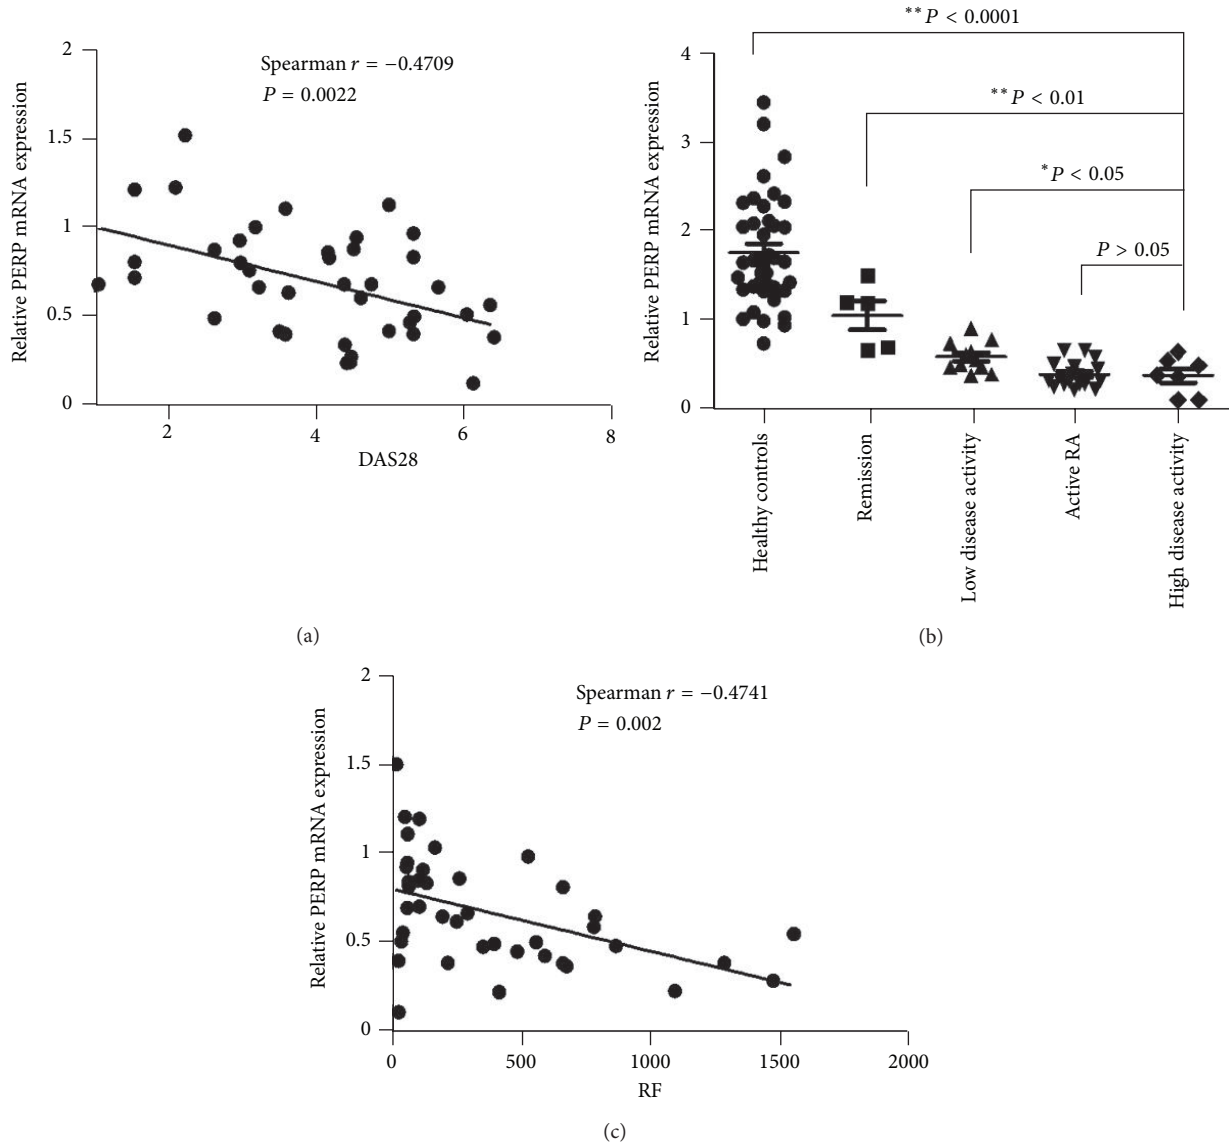 Spearman r = −0.4709
P = 0.0022
Relative PERP mRNA expression
2
1.5
1
0.5
0
2
4
6
8
DAS28
(a)
**P < 0.0001
**P < 0.01
*P < 0.05
P > 0.05
Relative PERP mRNA expression
4
3
2
1
0
Healthy controls
Remission
Low disease activity
Active RA
High disease activity
(b)
Spearman r = −0.4741
P = 0.002
Relative PERP mRNA expression
2
1.5
1
0.5
0
0
500
1000
1500
2000
RF
(c)